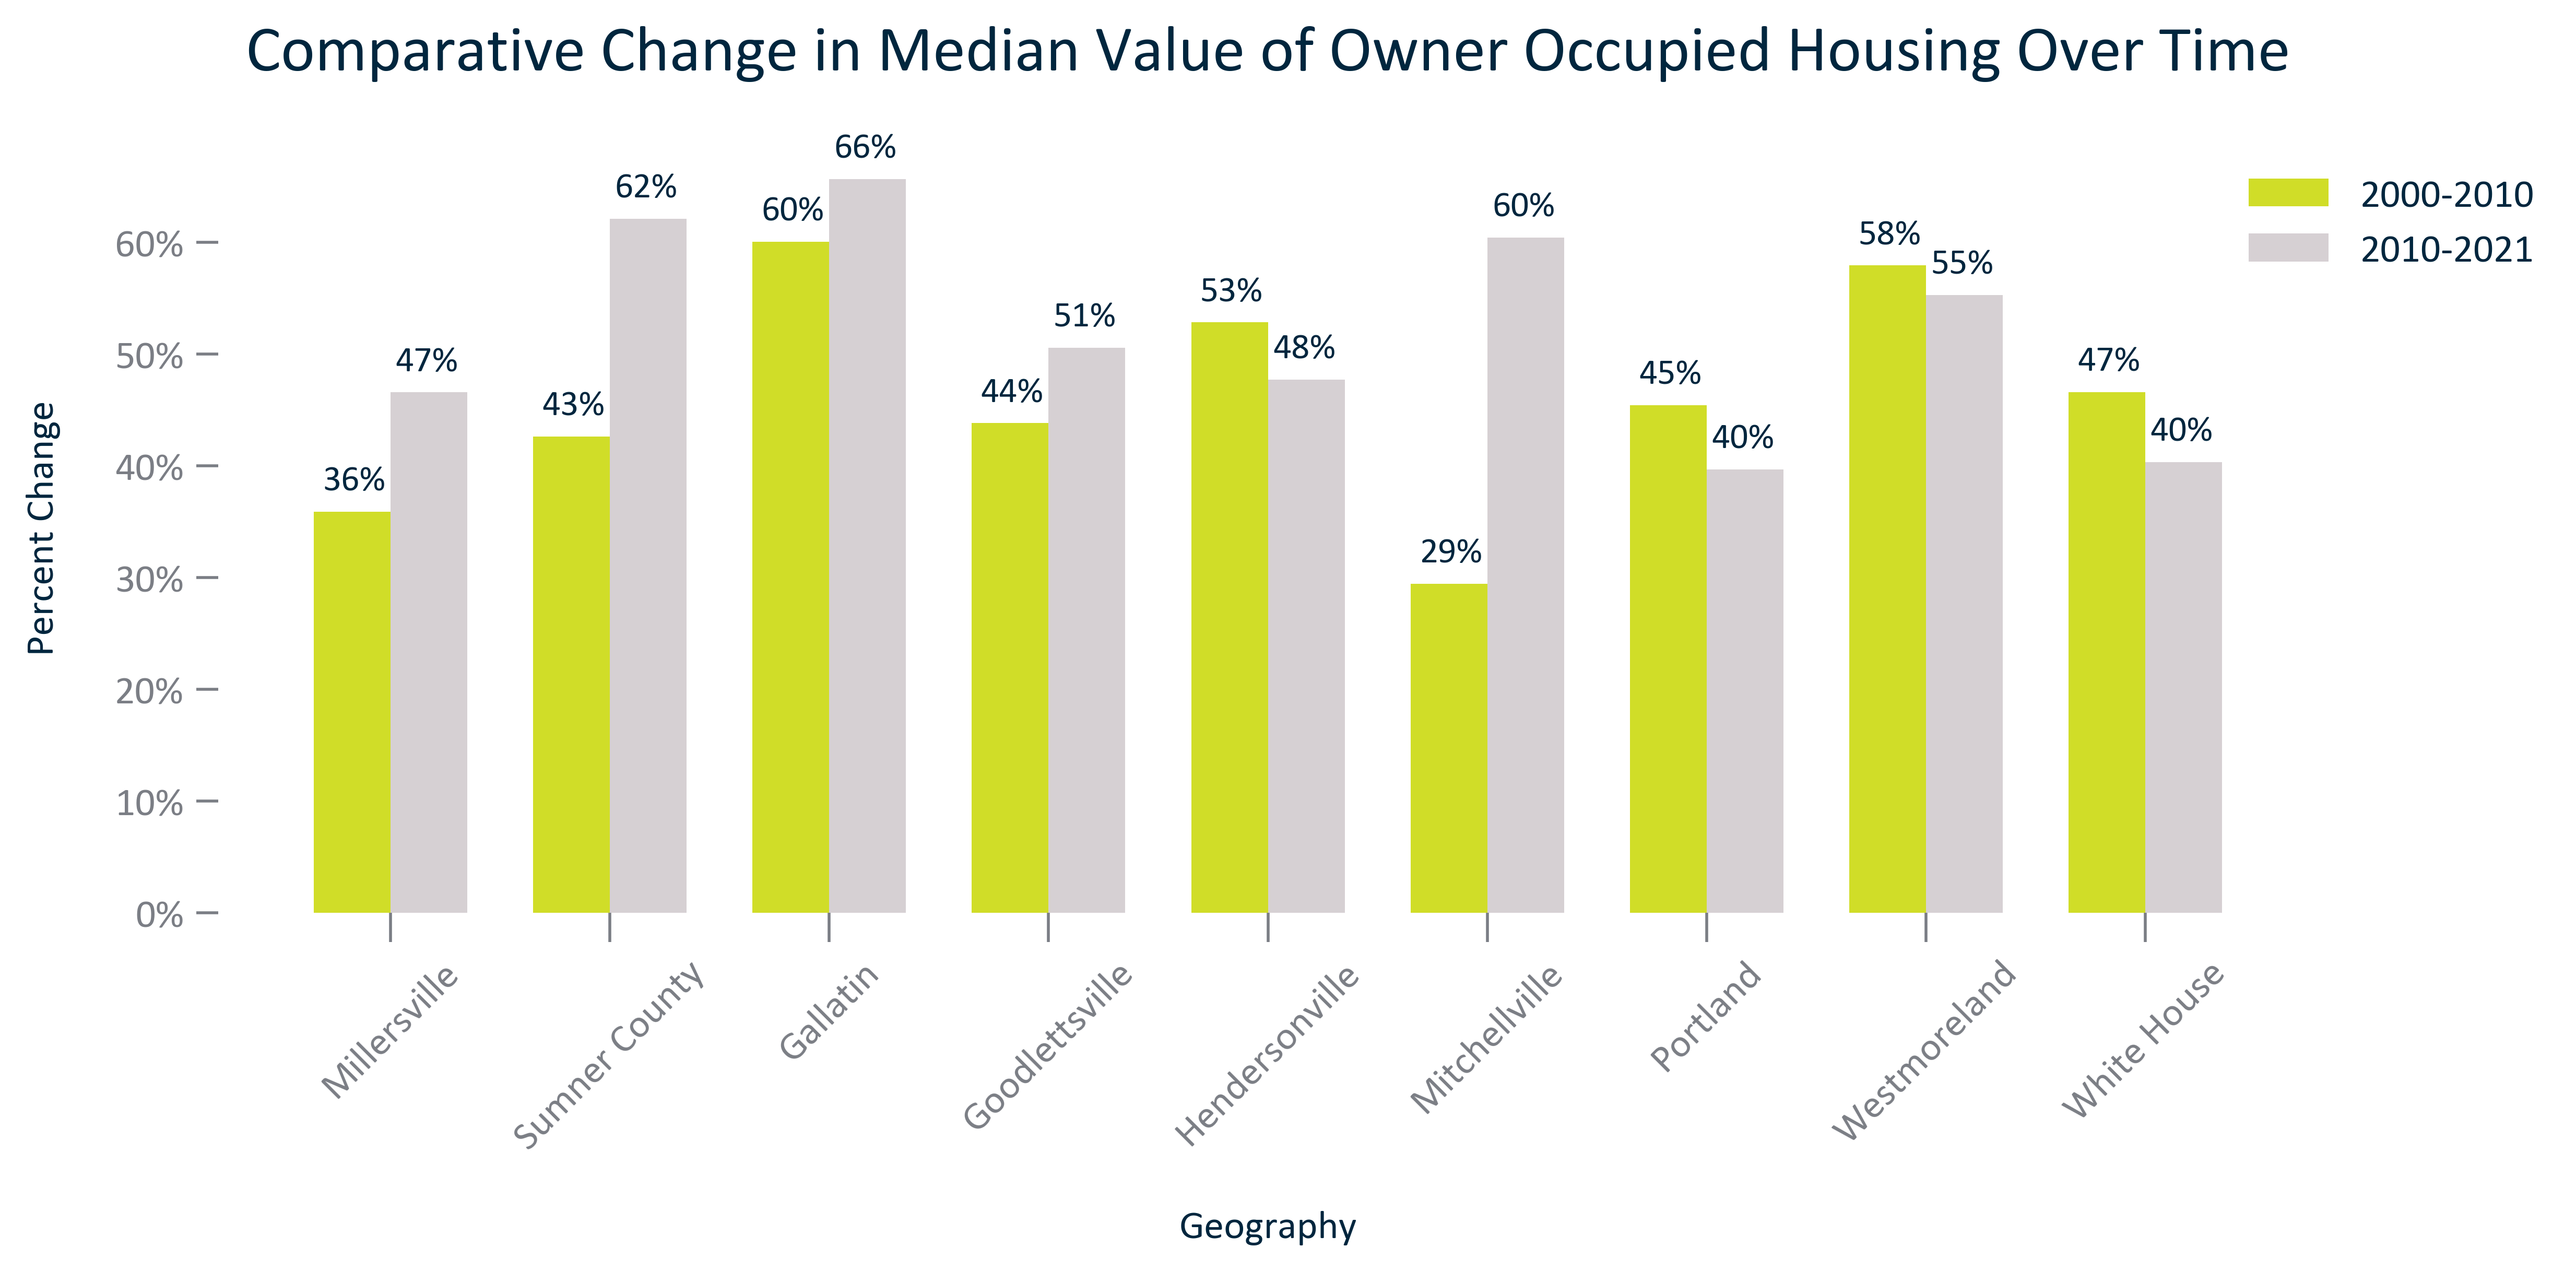 Comparative Change in Median Value of Owner Occupied Housing Over Time
2000-2010
2010-2021
Percent Change
60%
50%
40%
30%
20%
10%
0%
36%
47%
43%
62%
60%
66%
44%
51%
53%
48%
29%
60%
45%
40%
58%
55%
47%
40%
Millersville
Sumner County
Gallatin
Goodlettsville
Hendersonville
Mitchellville
Portland
Westmoreland
White House
Geography